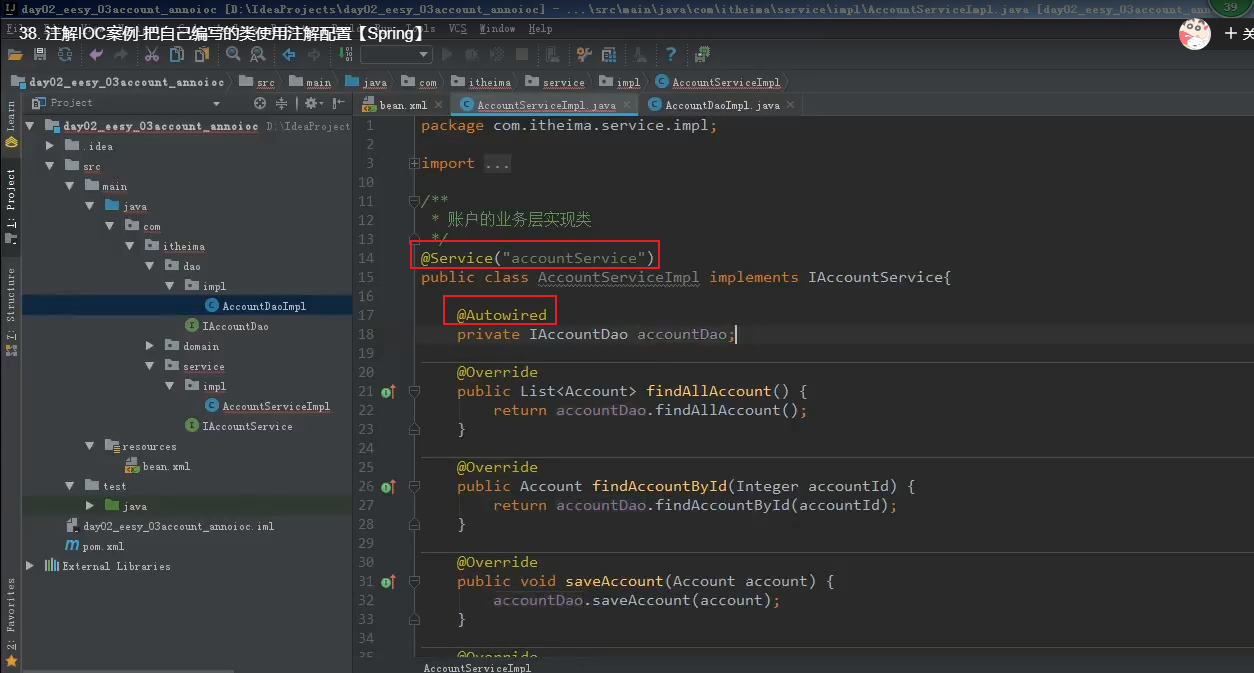 day02_eesy_03account_annoioc [D:\IdeaProjects\day02_eesy_03account_annoioc] - ...\src\main\java\com\itheima\service\impl\AccountServiceImpl.java [day02_eesy_03account_ann
39
38. 注解IOC案例-把自己编写的类使用注解配置【Spring】
VCS Window Help
+ 关
day02_eesy_03account_annoioc src main java com itheima service impl AccountServiceImpl
Project
bean.xml AccountServiceImpl.java AccountDaoImpl.java
Learn
1: Project
7: Structure
2: Favorites
day02_eesy_03account_annoioc D:\IdeaProject
.idea
src
main
java
com
itheima
dao
impl
AccountDaoImpl
IAccountDao
domain
service
impl
AccountServiceImpl
IAccountService
resources
bean.xml
test
java
day02_eesy_03account_annoioc.iml
pom.xml
External Libraries
1 package com.itheima.service.impl;
2
3 import ...
10
11 /**
12 * 账户的业务层实现类
13 */
14 @Service("accountService")
15 public class AccountServiceImpl implements IAccountService{
16
17 @Autowired
18 private IAccountDao accountDao;
19
20 @Override
21 public List<Account> findAllAccount() {
22 return accountDao.findAllAccount();
23 }
24
25 @Override
26 public Account findAccountById(Integer accountId) {
27 return accountDao.findAccountById(accountId);
28 }
29
30 @Override
31 public void saveAccount(Account account) {
32 accountDao.saveAccount(account);
33 }
34
35 @Override
AccountServiceImpl